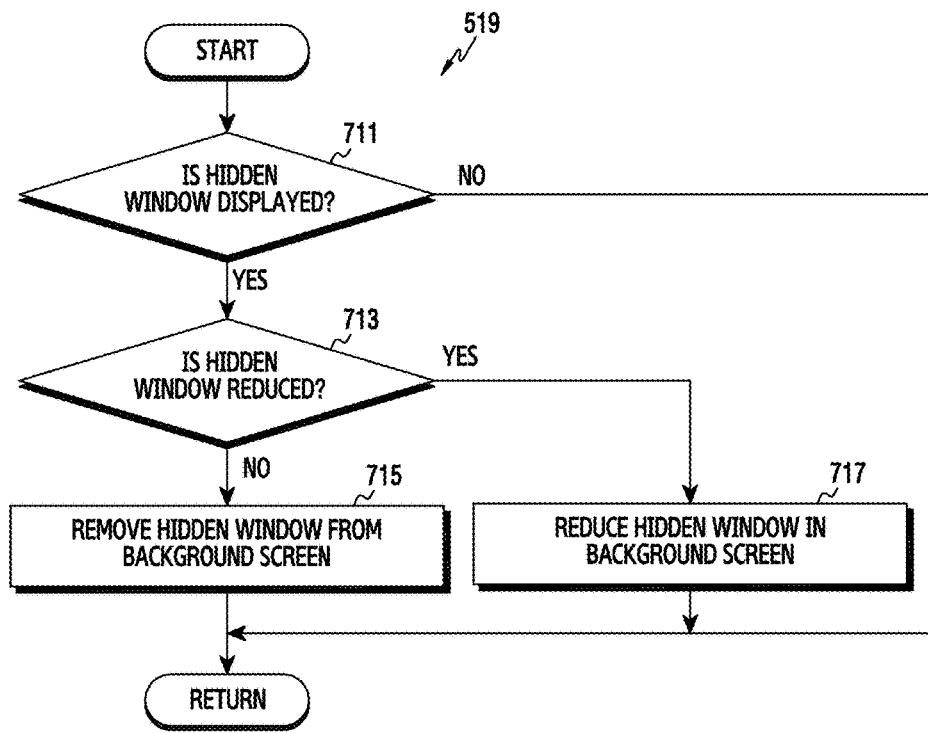 START
519
711
IS HIDDEN
WINDOW DISPLAYED?
NO
YES
713
IS HIDDEN
WINDOW REDUCED?
YES
NO
715
REMOVE HIDDEN WINDOW FROM
BACKGROUND SCREEN
717
REDUCE HIDDEN WINDOW IN
BACKGROUND SCREEN
RETURN